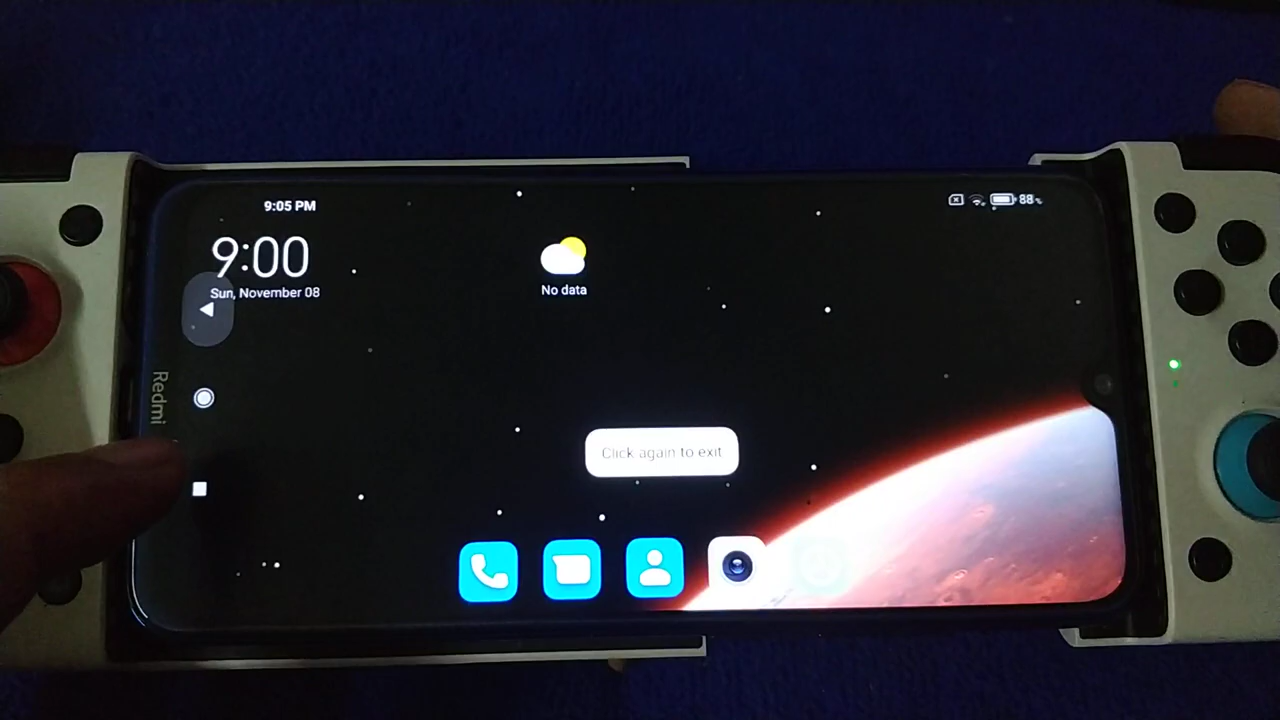 9:05 PM
88%
9:00
Sun, November 08
No data
Redmi
Click again to exit